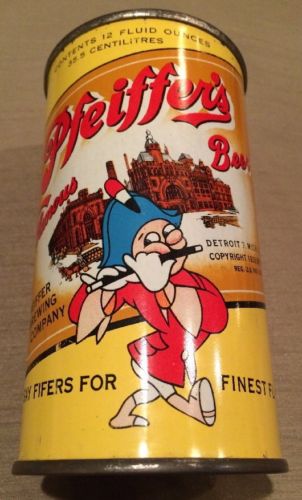 CONTENTS 12 FLUID OUNCES
35.5 CENTILITRES
Pfeiffer's
Famous
Beer
DETROIT 7, MICH
COPYRIGHT
REG. U.S. PAT.
BREWING
COMPANY
FIFERS FOR
FINEST